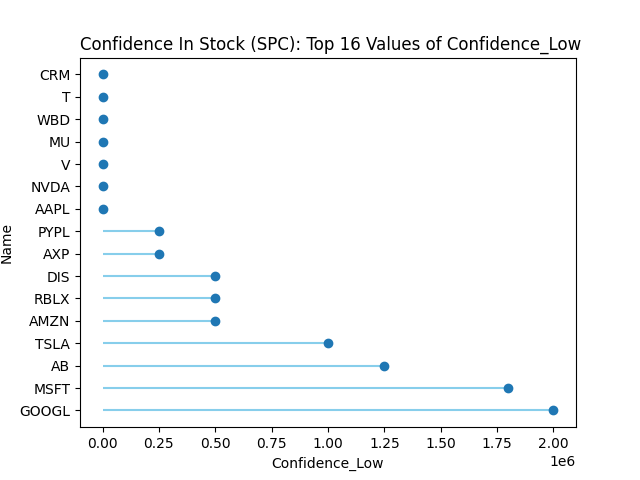 Confidence In Stock (SPC): Top 16 Values of Confidence_Low
CRM
T
WBD
MU
V
NVDA
AAPL
PYPL
AXP
DIS
RBLX
AMZN
TSLA
AB
MSFT
GOOGL
Name
0.00 0.25 0.50 0.75 1.00 1.25 1.50 1.75 2.00
1e6
Confidence_Low